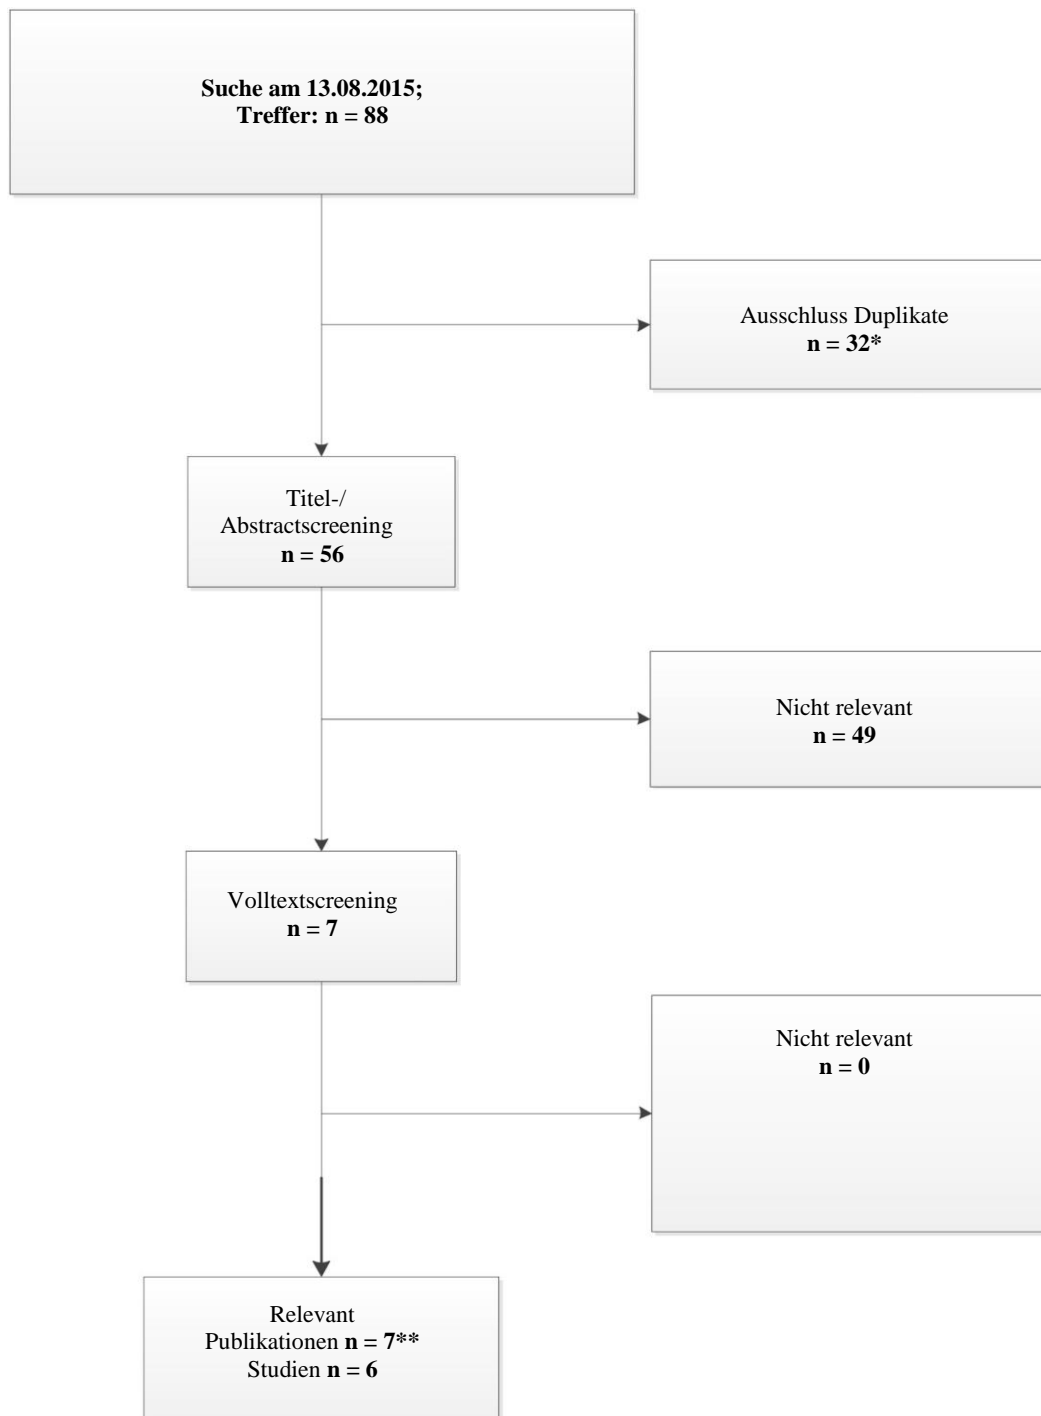 Suche am 13.08.2015;
Treffer: n = 88
Ausschluss Duplikate
n = 32*
Titel-/
Abstractscreening
n = 56
Nicht relevant
n = 49
Volltextscreening
n = 7
Nicht relevant
n = 0
Relevant
Publikationen n = 7**
Studien n = 6